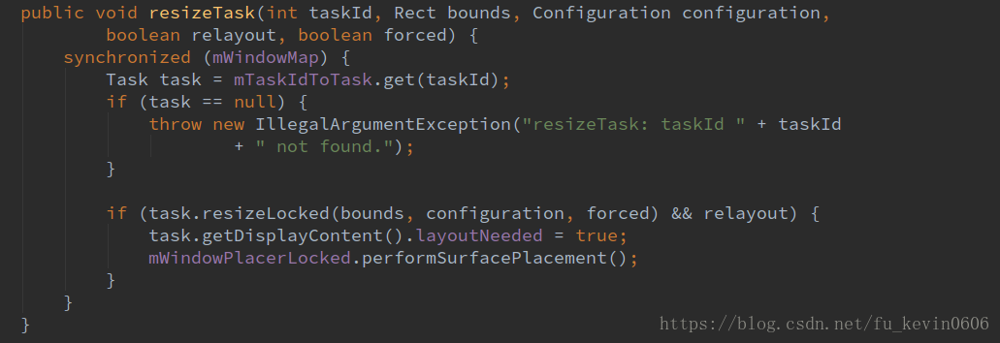 public void resizeTask(int taskId, Rect bounds, Configuration configuration,
        boolean relayout, boolean forced) {
    synchronized (mWindowMap) {
        Task task = mTaskIdToTask.get(taskId);
        if (task == null) {
            throw new IllegalArgumentException("resizeTask: taskId " + taskId
                    + " not found.");
        }

        if (task.resizeLocked(bounds, configuration, forced) && relayout) {
            task.getDisplayContent().layoutNeeded = true;
            mWindowPlacerLocked.performSurfacePlacement();
        }
    }
}
https://blog.csdn.net/fu_kevin0606